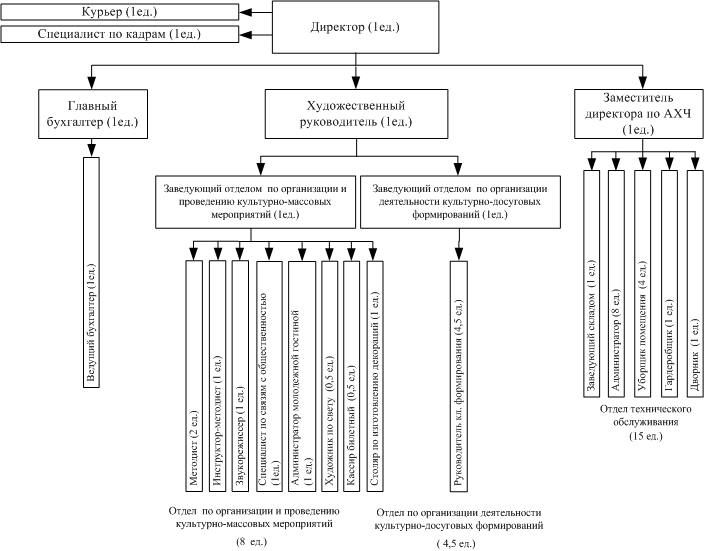 Курьер (1ед.)
Специалист по кадрам (1ед.)
Директор (1ед.)
Главный
бухгалтер (1ед.)
Художественный
руководитель (1ед.)
Заместитель
директора по АХЧ
(1ед.)
Заведующий отделом по организации и
проведению культурно-массовых
мероприятий (1ед.)
Заведующий отделом по организации
деятельности культурно-досуговых
формирований (1ед.)
Ведущий бухгалтер (1ед.)
Методист (2 ед.)
Инструктор-методист (1 ед.)
Звукорежиссер (1 ед.)
Специалист по связям с общественностью
(1ед.)
Администратор молодежной гостиной
(1 ед.)
Художник по свету (0,5 ед.)
Кассир билетный (0,5 ед.)
Столяр по изготовлению декораций (1 ед.)
Руководитель кл. формирования (4,5 ед.)
Заведующий складом (1 ед.)
Администратор (8 ед.)
Уборщик помещения (4 ед.)
Гардеробщик (1 ед.)
Дворник (1 ед.)
Отдел технического
обслуживания
(15 ед.)
Отдел по организации и проведению
культурно-массовых мероприятий
(8 ед.)
Отдел по организации деятельности
культурно-досуговых формирований
( 4,5 ед.)